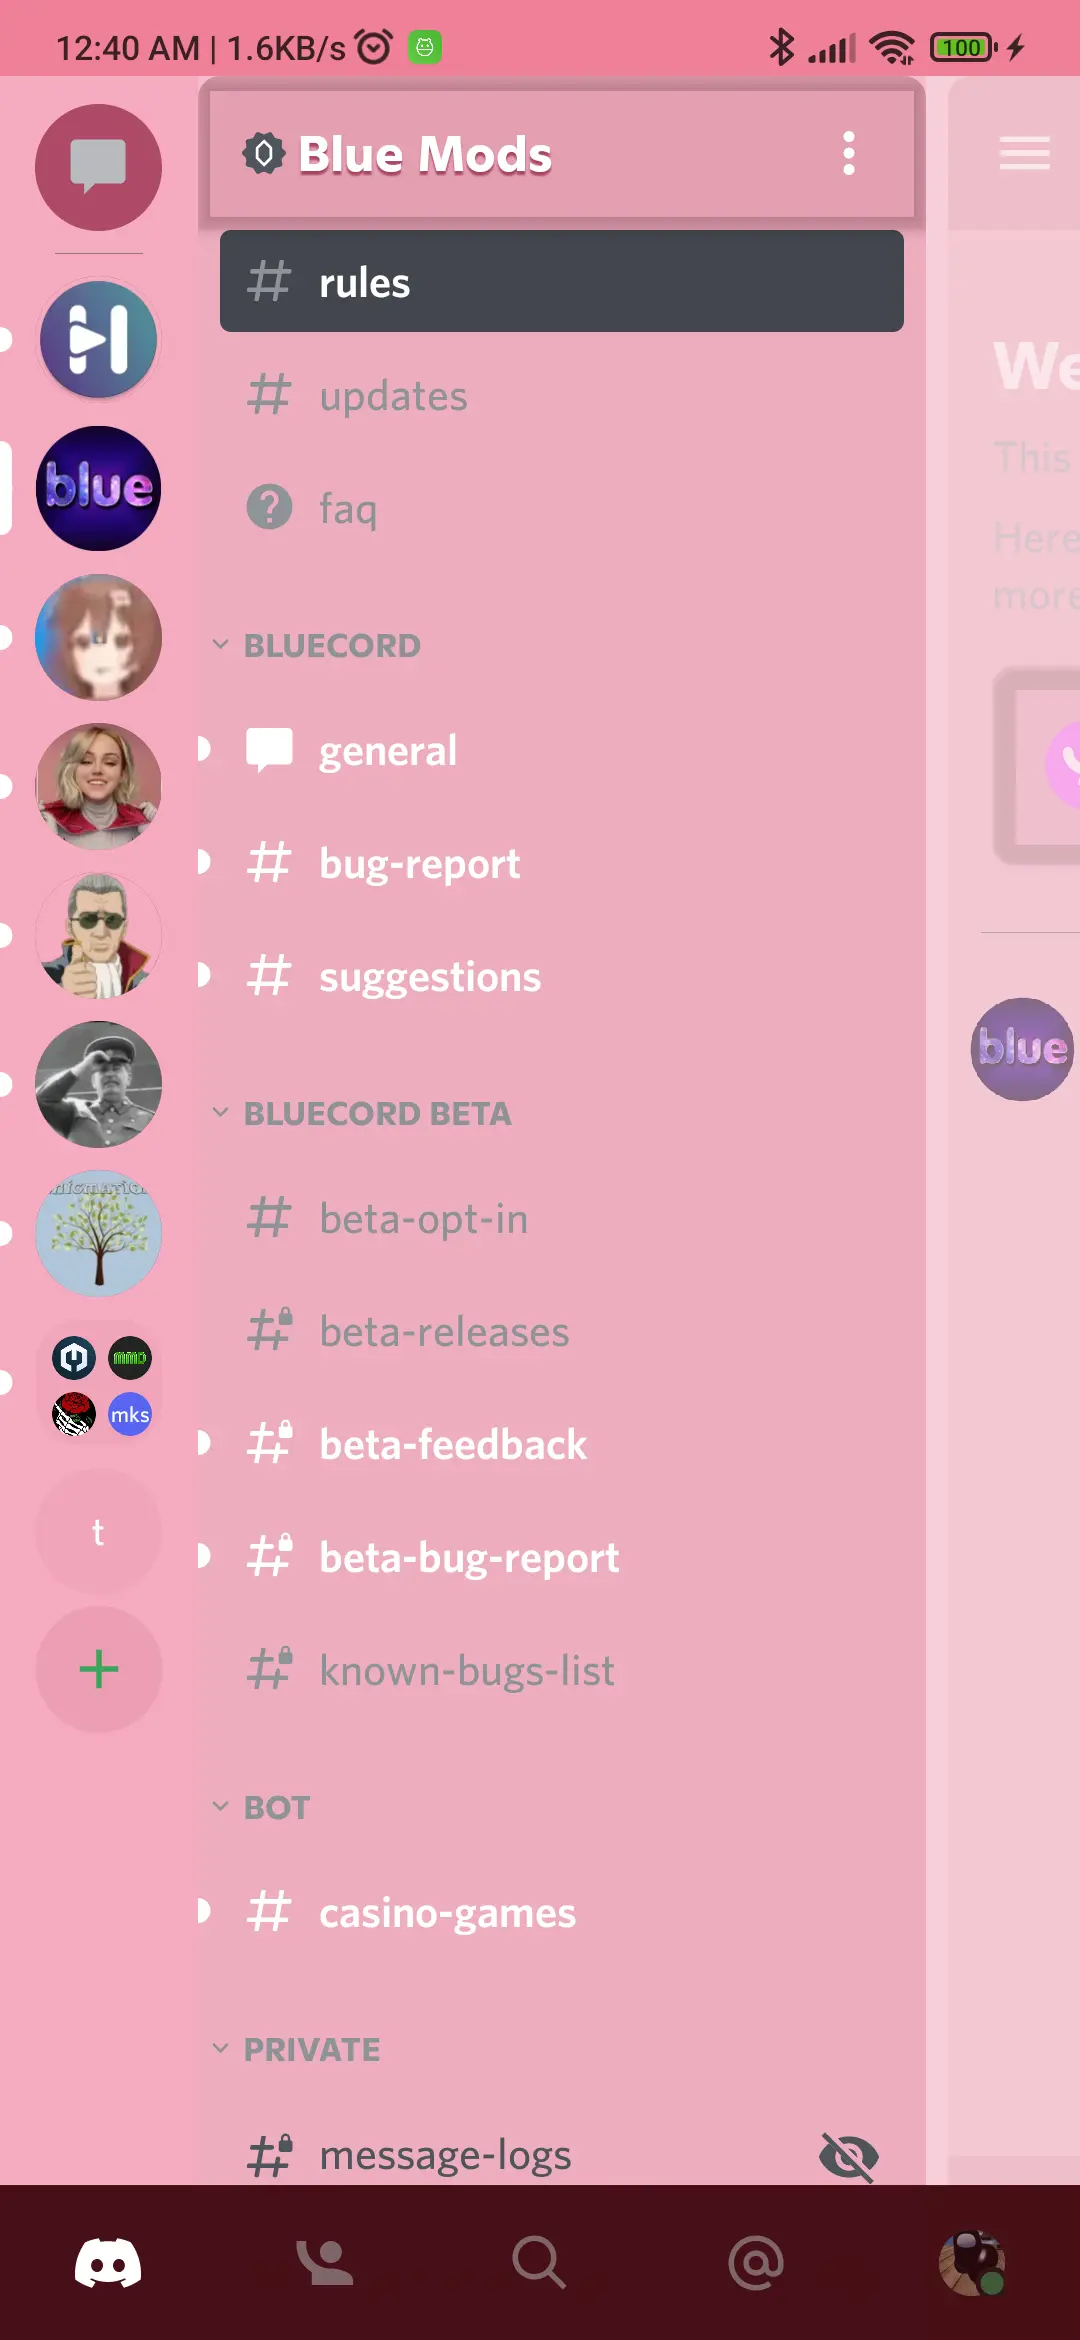 12:40 AM | 1.6KB/s
100
Blue Mods
rules
updates
faq
BLUECORD
general
bug-report
suggestions
BLUECORD BETA
beta-opt-in
beta-releases
beta-feedback
beta-bug-report
known-bugs-list
BOT
casino-games
PRIVATE
message-logs
blue
MMD
mks
t
We
This
Here
more
blue